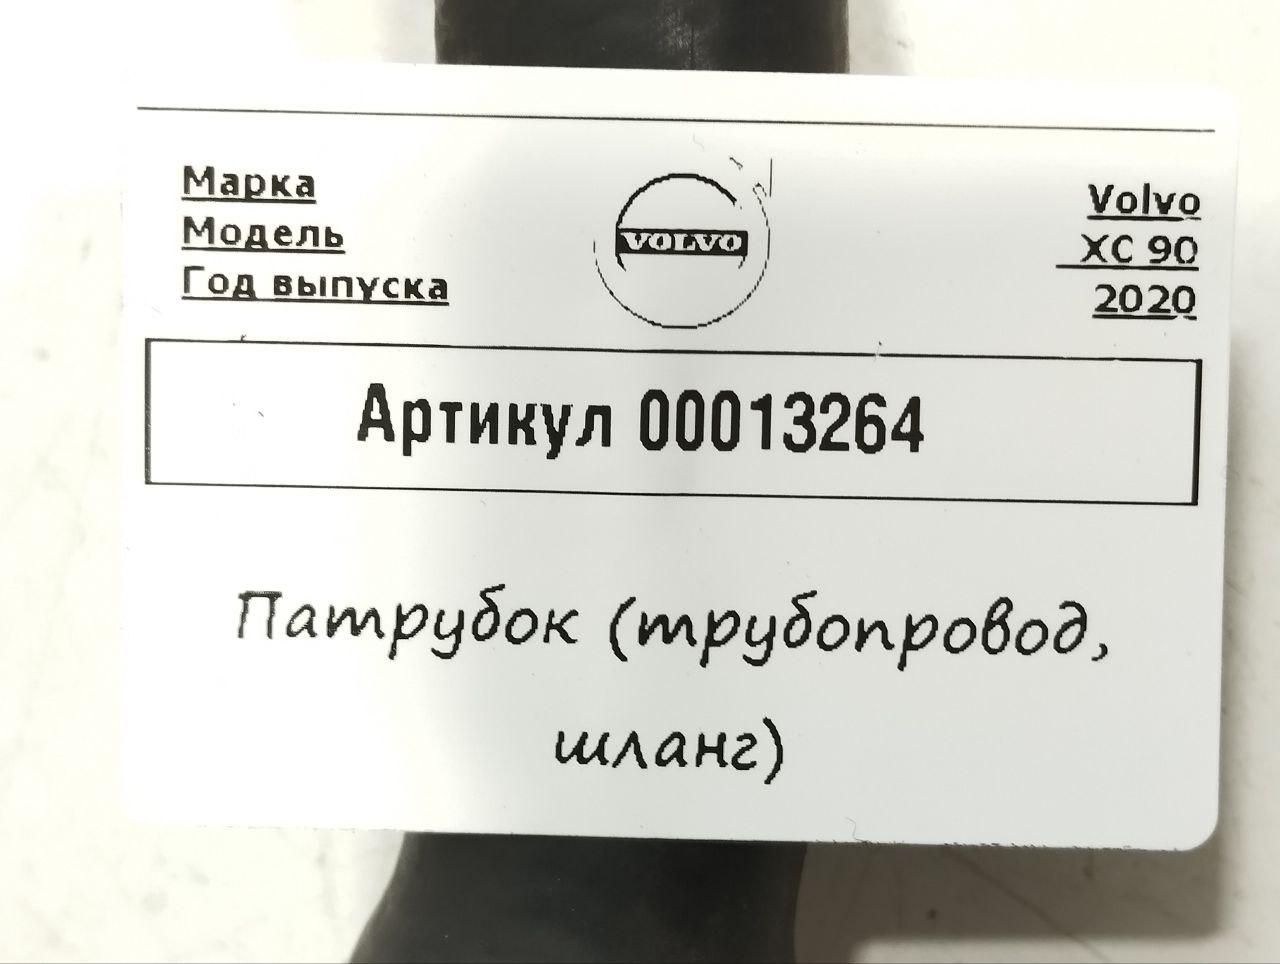 Марка Volvo
Модель XC 90
Год выпуска 2020
VOLVO
Артикул 00013264
Патрубок (трубопровод,
шланг)